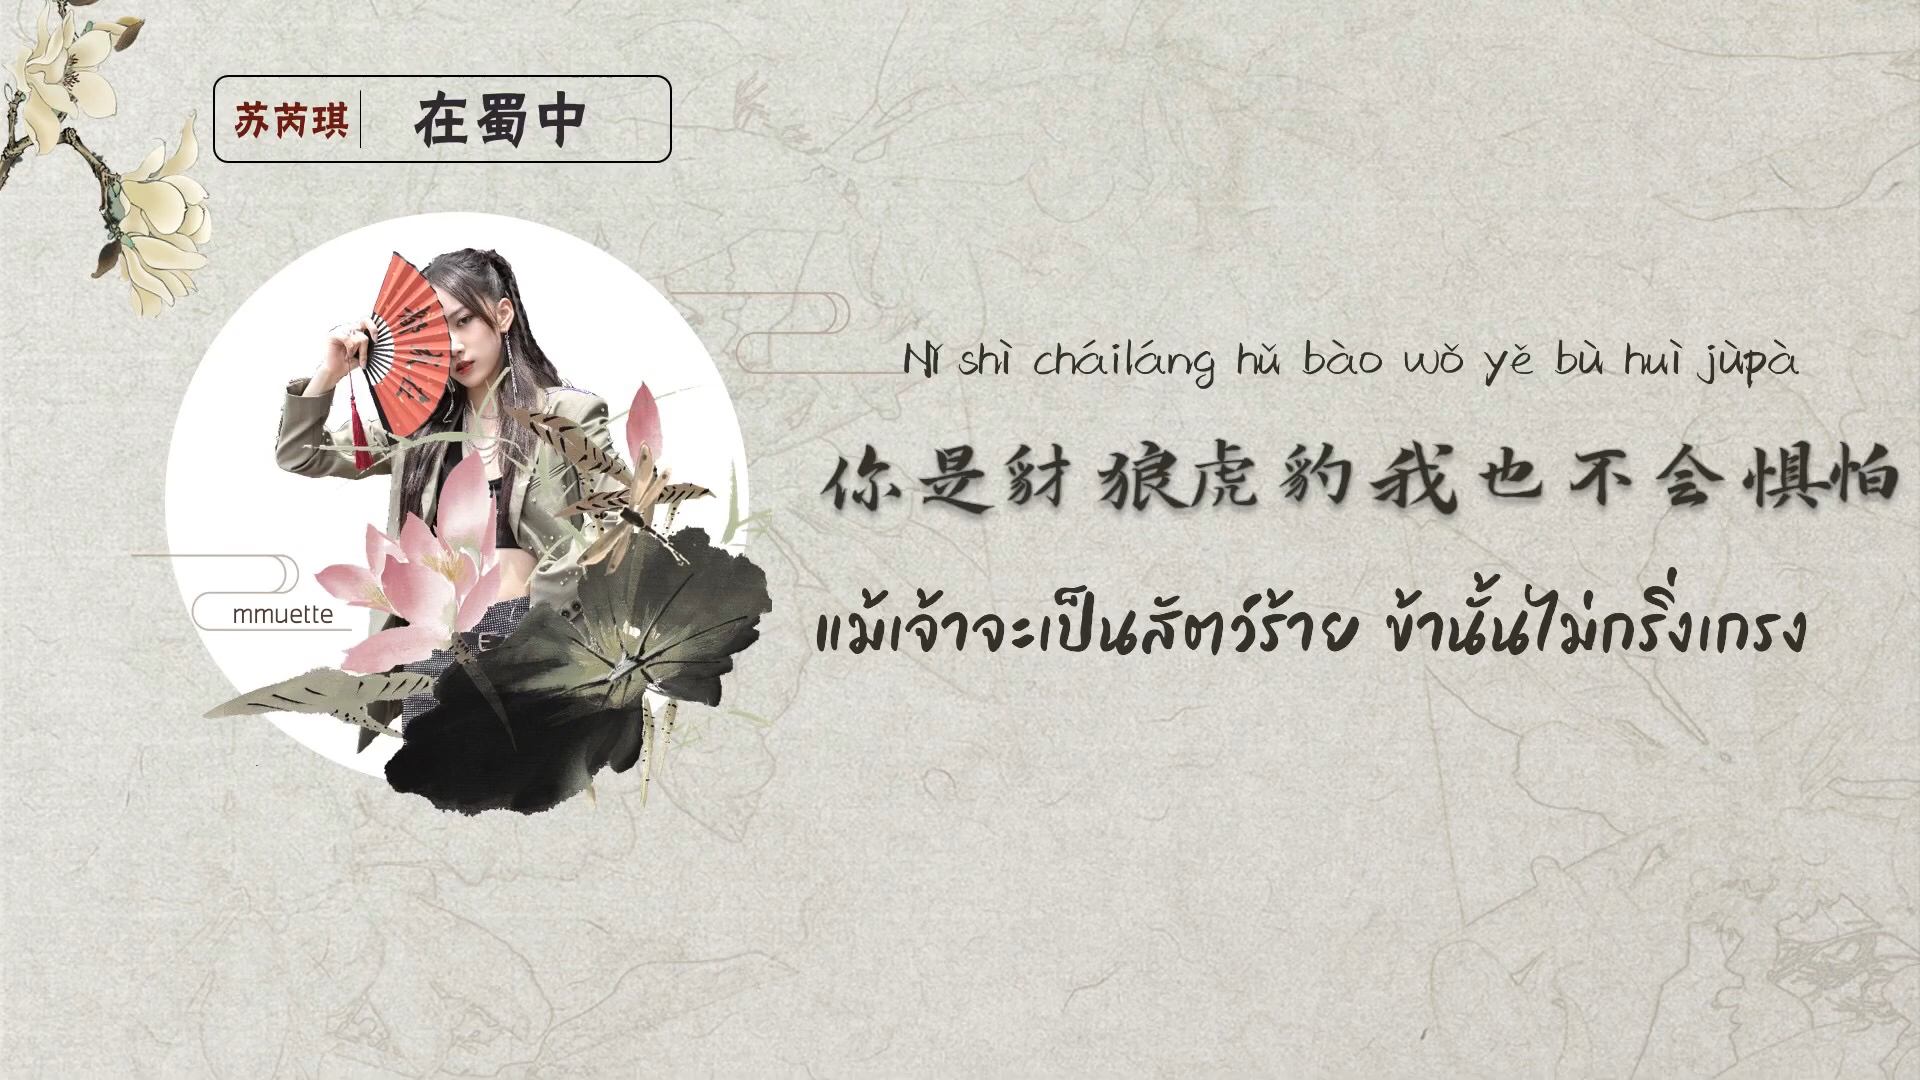 苏芮琪 在蜀中
Nǐ shì cháiláng hǔ bào wǒ yě bù huì jùpà
你是豺狼虎豹我也不会惧怕
แม้เจ้าจะเป็นสัตว์ร้าย ข้านั้นไม่กริ่งเกรง
mmuette